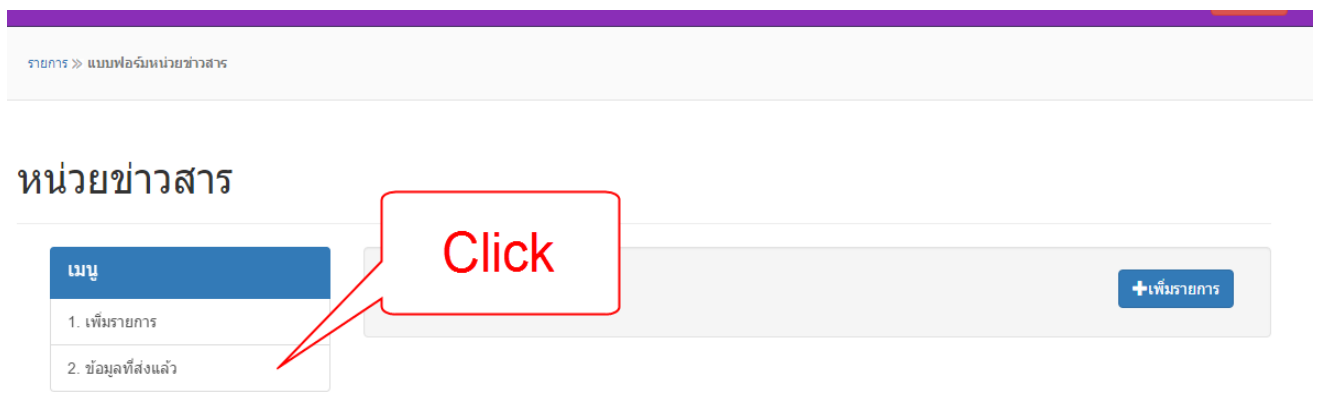 รายการ » แบบฟอร์มหน่วยข่าวสาร
หน่วยข่าวสาร
Click
เมนู
+เพิ่มรายการ
1. เพิ่มรายการ
2. ข้อมูลที่ส่งแล้ว